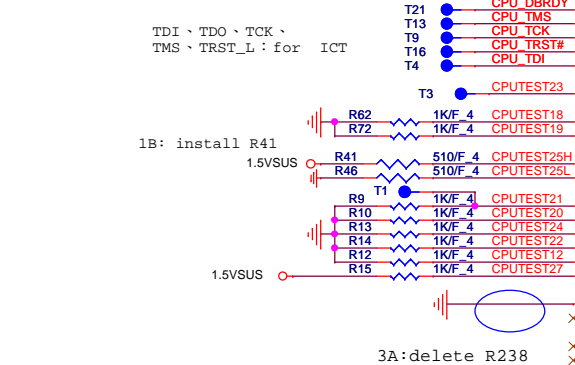 T21 CPU_DBRDY
T13 CPU_TMS
TDI、TDO、TCK、
T9 CPU_TCK
TMS、TRST_L：for ICT
T16 CPU_TRST#
T4 CPU_TDI
T3 CPUTEST23
R62 1K/F_4 CPUTEST18
R72 1K/F_4 CPUTEST19
1B: install R41
1.5VSUS R41 510/F_4 CPUTEST25H
R46 510/F_4 CPUTEST25L
T1
R9 1K/F_4 CPUTEST21
R10 1K/F_4 CPUTEST20
R13 1K/F_4 CPUTEST24
R14 1K/F_4 CPUTEST22
R12 1K/F_4 CPUTEST12
1.5VSUS R15 1K/F_4 CPUTEST27
3A:delete R238